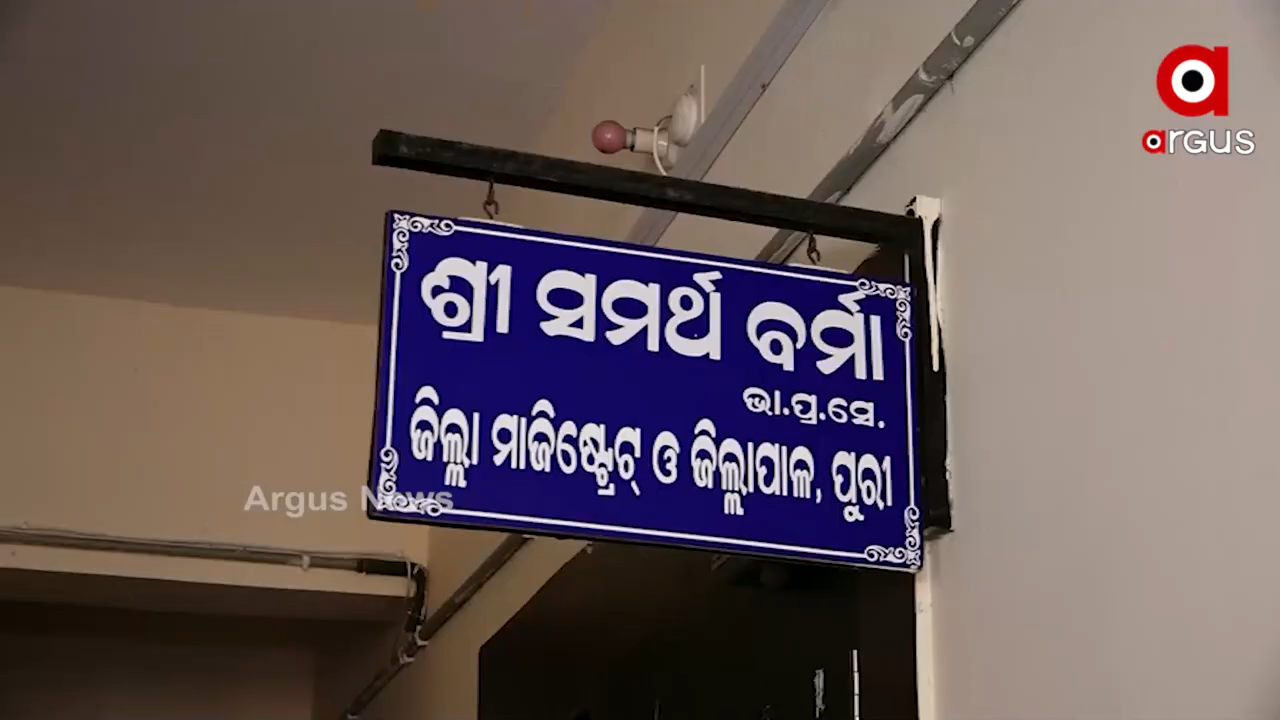 argus
ଶ୍ରୀ ସମର୍ଥ ବର୍ମା
ଭା.ପ୍ର.ସେ.
ଜିଲ୍ଲା ମାଜିଷ୍ଟ୍ରେଟ୍ ଓ ଜିଲ୍ଲାପାଳ, ପୁରୀ
Argus News